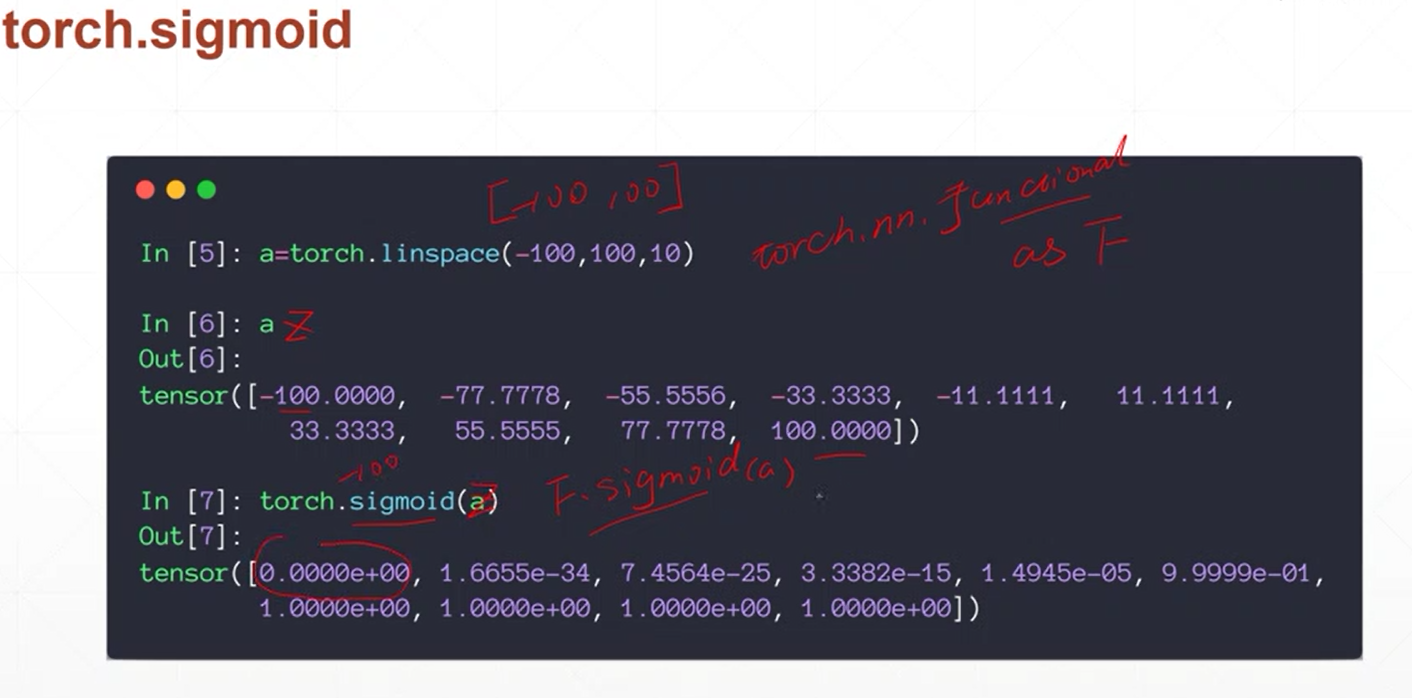 torch.sigmoid
[-100, 100]
torch.nn.functional
as F
In [5]: a=torch.linspace(-100,100,10)
In [6]: a z
Out[6]:
tensor([-100.0000, -77.7778, -55.5556, -33.3333, -11.1111, 11.1111,
33.3333, 55.5555, 77.7778, 100.0000])
-100
In [7]: torch.sigmoid(a) F.sigmoid(a)
Out[7]:
tensor([0.0000e+00, 1.6655e-34, 7.4564e-25, 3.3382e-15, 1.4945e-05, 9.9999e-01,
1.0000e+00, 1.0000e+00, 1.0000e+00, 1.0000e+00])